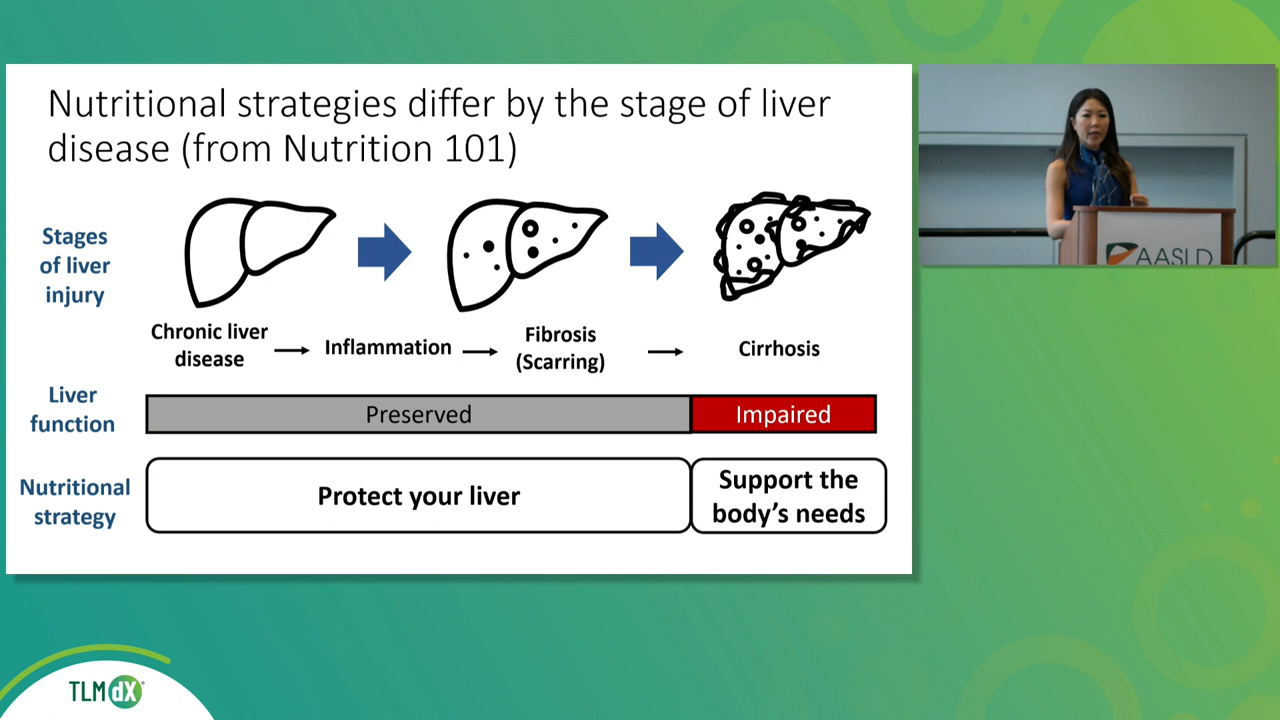 Nutritional strategies differ by the stage of liver
disease (from Nutrition 101)
Stages
of liver
injury
Chronic liver
disease
Inflammation
Fibrosis
(Scarring)
Cirrhosis
Liver
function
Preserved
Impaired
Nutritional
strategy
Protect your liver
Support the
body's needs
AASLD
TLMdX